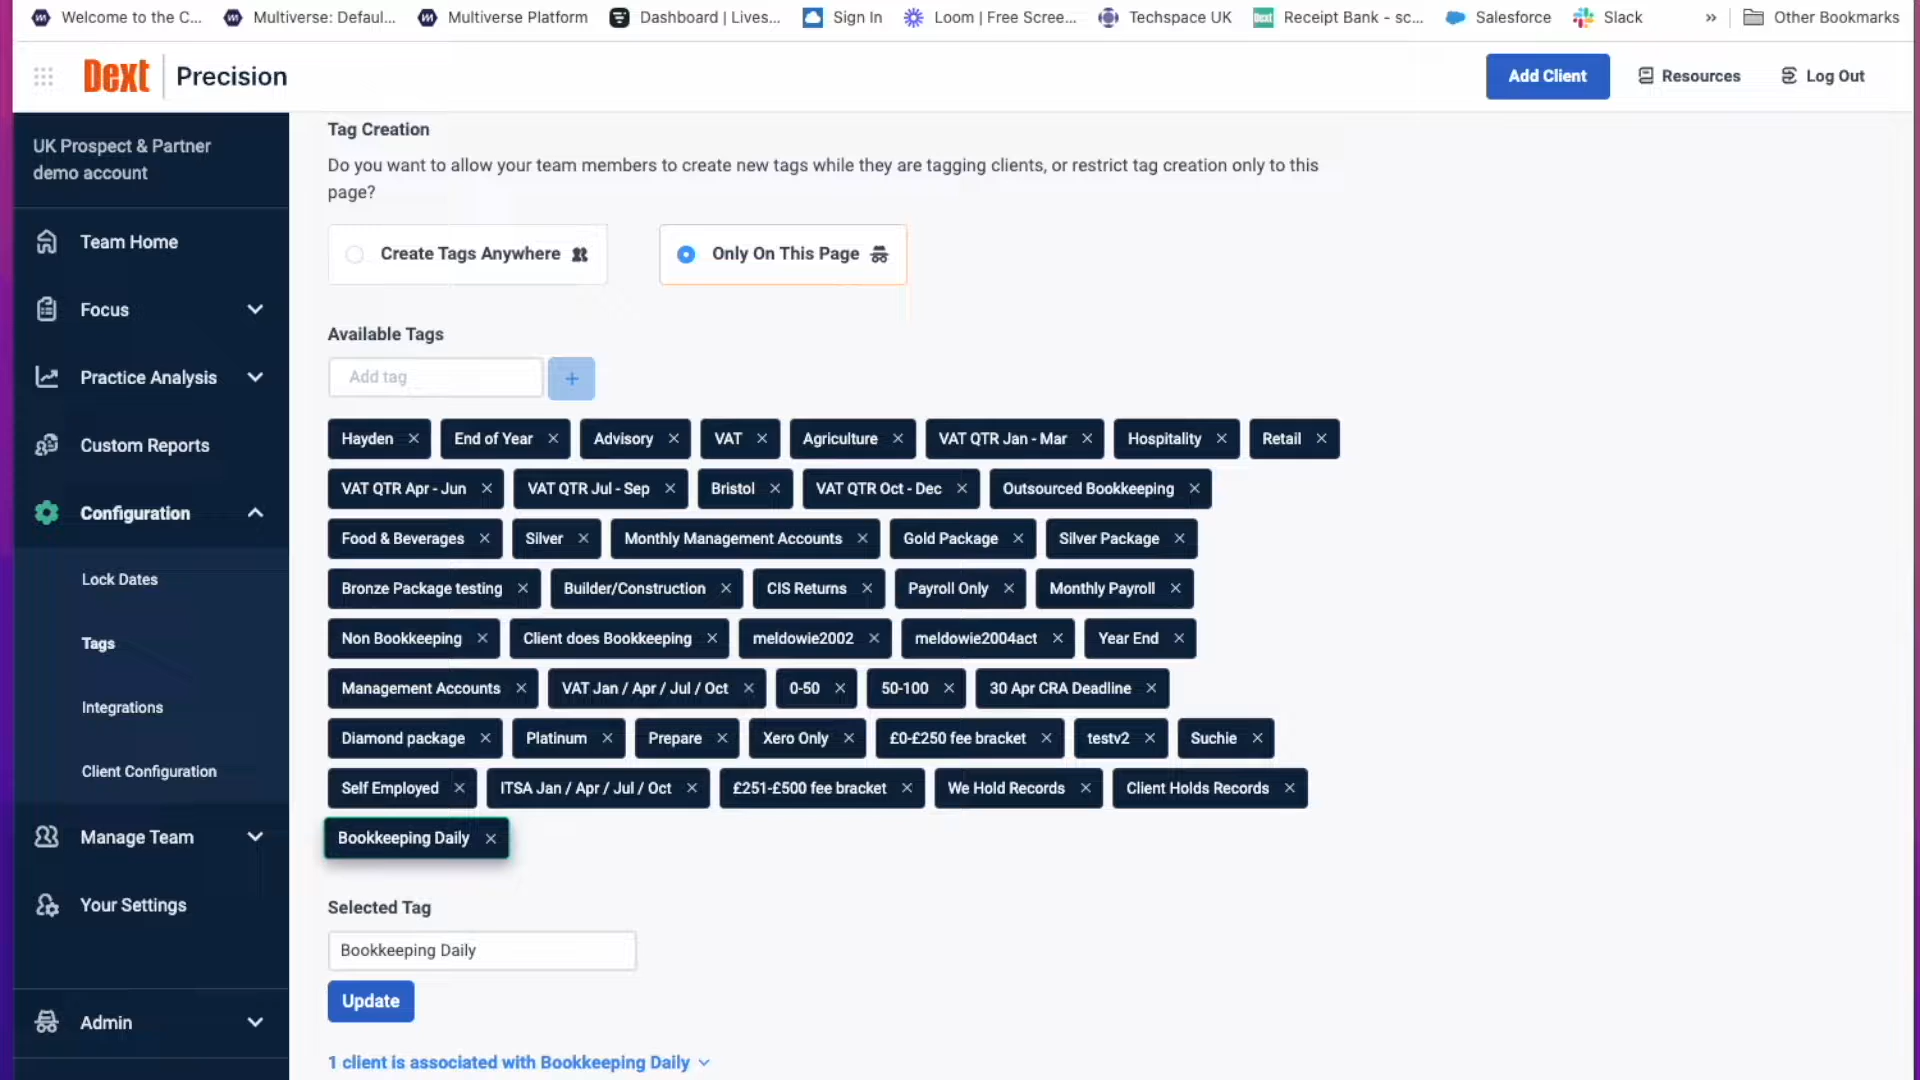 Welcome to the C... Multiverse: Defaul... Multiverse Platform Dashboard | Lives... Sign In Loom | Free Scree... Techspace UK Receipt Bank - sc... Salesforce Slack » Other Bookmarks
Dext Precision Add Client Resources Log Out
UK Prospect & Partner
demo account
Team Home
Focus
Practice Analysis
Custom Reports
Configuration
Lock Dates
Tags
Integrations
Client Configuration
Manage Team
Your Settings
Admin
Tag Creation
Do you want to allow your team members to create new tags while they are tagging clients, or restrict tag creation only to this
page?
Create Tags Anywhere Only On This Page
Available Tags
Add tag +
Hayden × End of Year × Advisory × VAT × Agriculture × VAT QTR Jan - Mar × Hospitality × Retail ×
VAT QTR Apr - Jun × VAT QTR Jul - Sep × Bristol × VAT QTR Oct - Dec × Outsourced Bookkeeping ×
Food & Beverages × Silver × Monthly Management Accounts × Gold Package × Silver Package ×
Bronze Package testing × Builder/Construction × CIS Returns × Payroll Only × Monthly Payroll ×
Non Bookkeeping × Client does Bookkeeping × meldowie2002 × meldowie2004act × Year End ×
Management Accounts × VAT Jan / Apr / Jul / Oct × 0-50 × 50-100 × 30 Apr CRA Deadline ×
Diamond package × Platinum × Prepare × Xero Only × £0-£250 fee bracket × testv2 × Suchie ×
Self Employed × ITSA Jan / Apr / Jul / Oct × £251-£500 fee bracket × We Hold Records × Client Holds Records ×
Bookkeeping Daily ×
Selected Tag
Bookkeeping Daily
Update
1 client is associated with Bookkeeping Daily